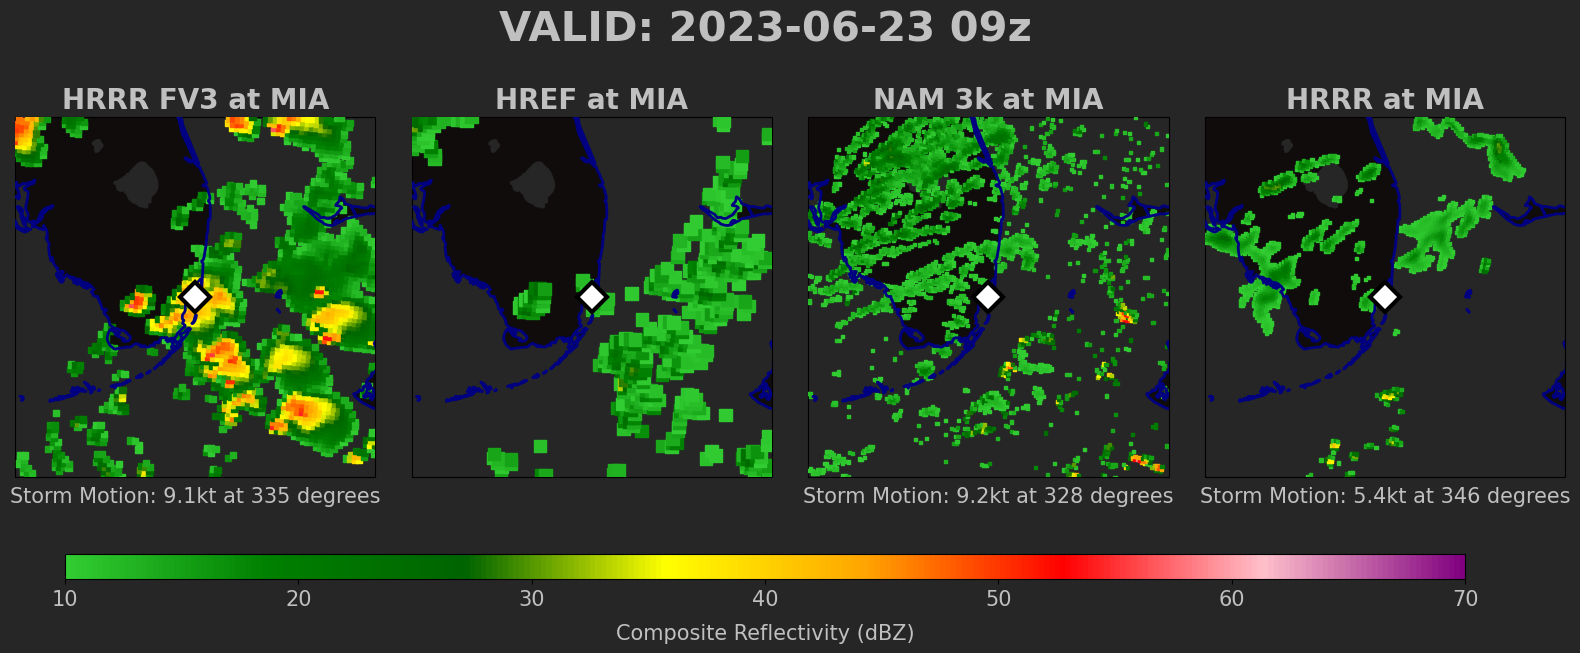 VALID: 2023-06-23 09z
HRRR FV3 at MIA
HREF at MIA
NAM 3k at MIA
HRRR at MIA
Storm Motion: 9.1kt at 335 degrees
Storm Motion: 9.2kt at 328 degrees
Storm Motion: 5.4kt at 346 degrees
10 20 30 40 50 60 70
Composite Reflectivity (dBZ)